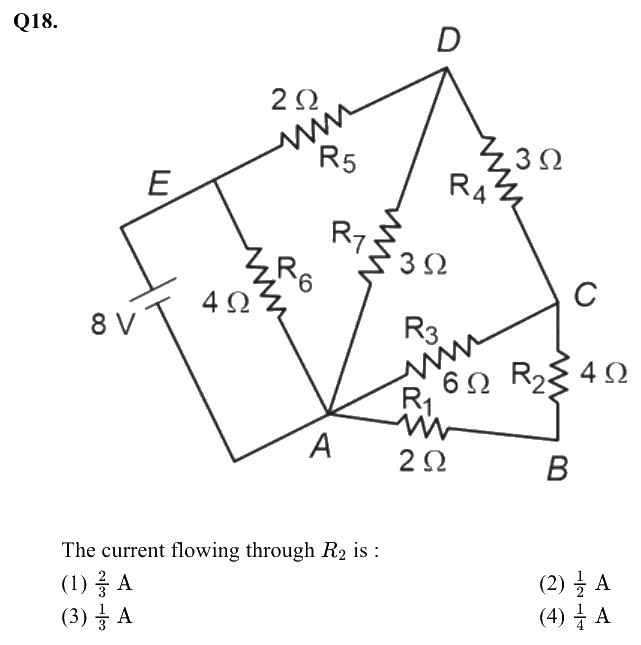 Q18.
D
2 Ω
R5
3 Ω
R4
E
R7
3 Ω
R6
4 Ω
C
8 V
R3
6 Ω
R2
4 Ω
R1
A
2 Ω
B
The current flowing through R₂ is :
(1) 2/3 A
(2) 1/2 A
(3) 1/3 A
(4) 1/4 A